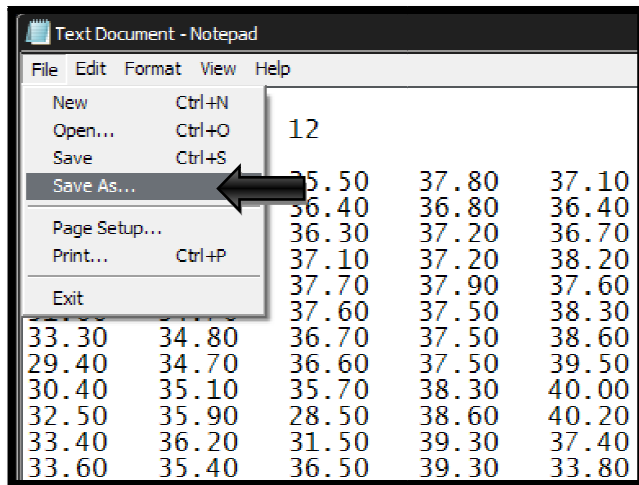 Text Document - Notepad
File Edit Format View Help
New Ctrl+N
Open... Ctrl+O
12
Save Ctrl+S
Save As... 35.50 37.80 37.10
36.40 36.80 36.40
Page Setup... 36.30 37.20 36.70
Print... Ctrl+P 37.10 37.20 38.20
37.70 37.90 37.60
Exit 37.60 37.50 38.30
33.30 34.80 36.70 37.50 38.60
29.40 34.70 36.60 37.50 39.50
30.40 35.10 35.70 38.30 40.00
32.50 35.90 28.50 38.60 40.20
33.40 36.20 31.50 39.30 37.40
33.60 35.40 36.50 39.30 33.80